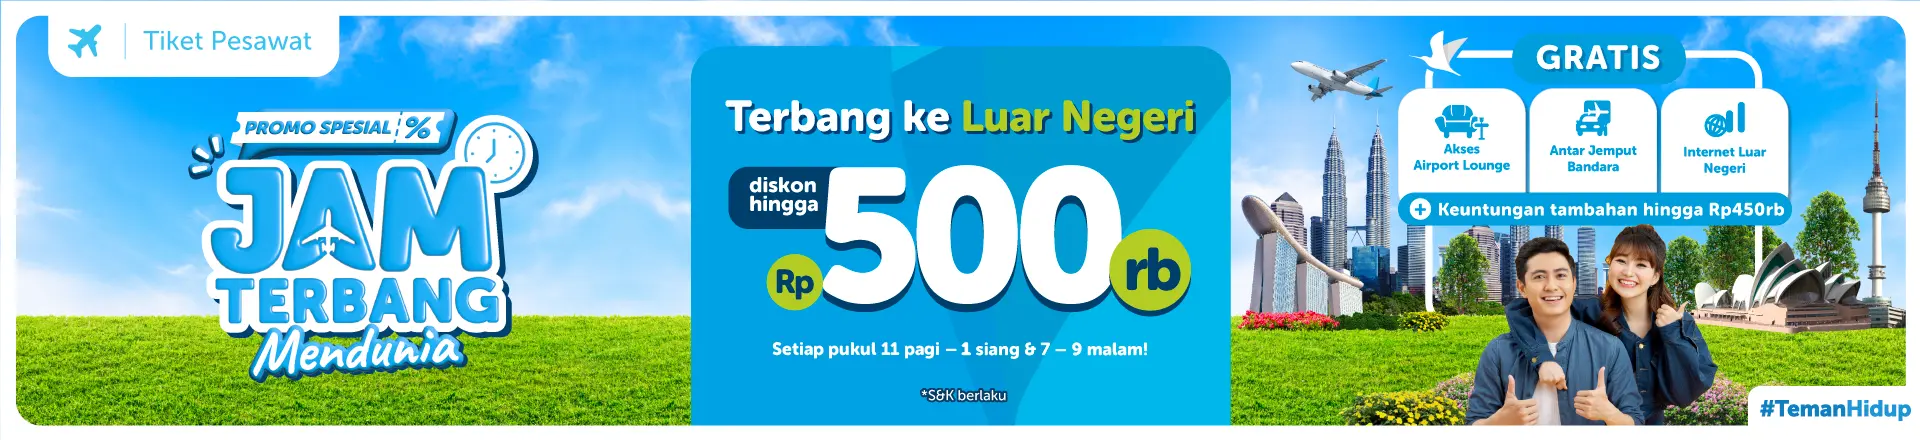 Tiket Pesawat
PROMO SPESIAL %
JAM
TERBANG
Mendunia
Terbang ke Luar Negeri
diskon
hingga
Rp 500 rb
Setiap pukul 11 pagi – 1 siang & 7 – 9 malam!
*S&K berlaku
GRATIS
Akses
Airport Lounge
Antar Jemput
Bandara
Internet Luar
Negeri
+ Keuntungan tambahan hingga Rp450rb
#TemanHidup